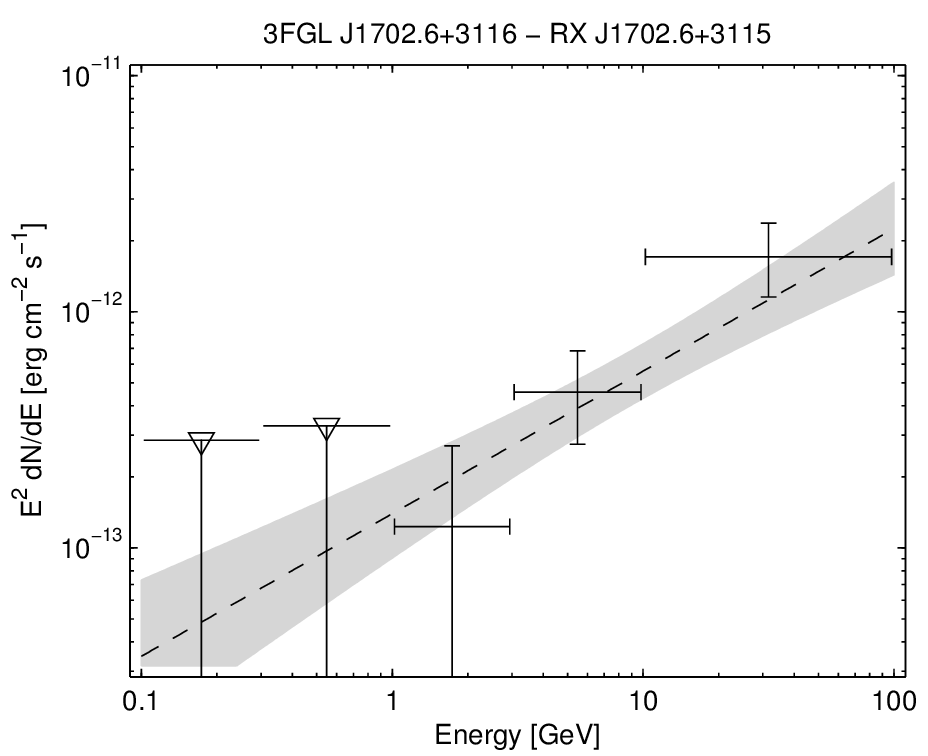 3FGL J1702.6+3116 − RX J1702.6+3115
10⁻¹¹
10⁻¹²
10⁻¹³
E² dN/dE [erg cm⁻² s⁻¹]
0.1 1 10 100
Energy [GeV]